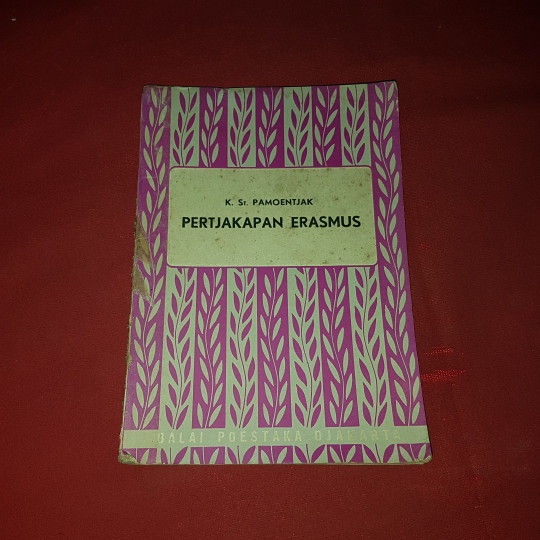 K. St. PAMOENTJAK
PERTJAKAPAN ERASMUS
BALAI POESTAKA DJAKARTA